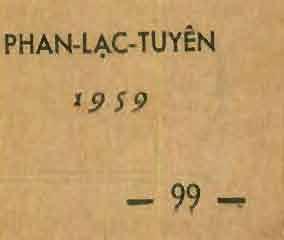 PHAN-LẠC-TUYÊN
1959
— 99 —